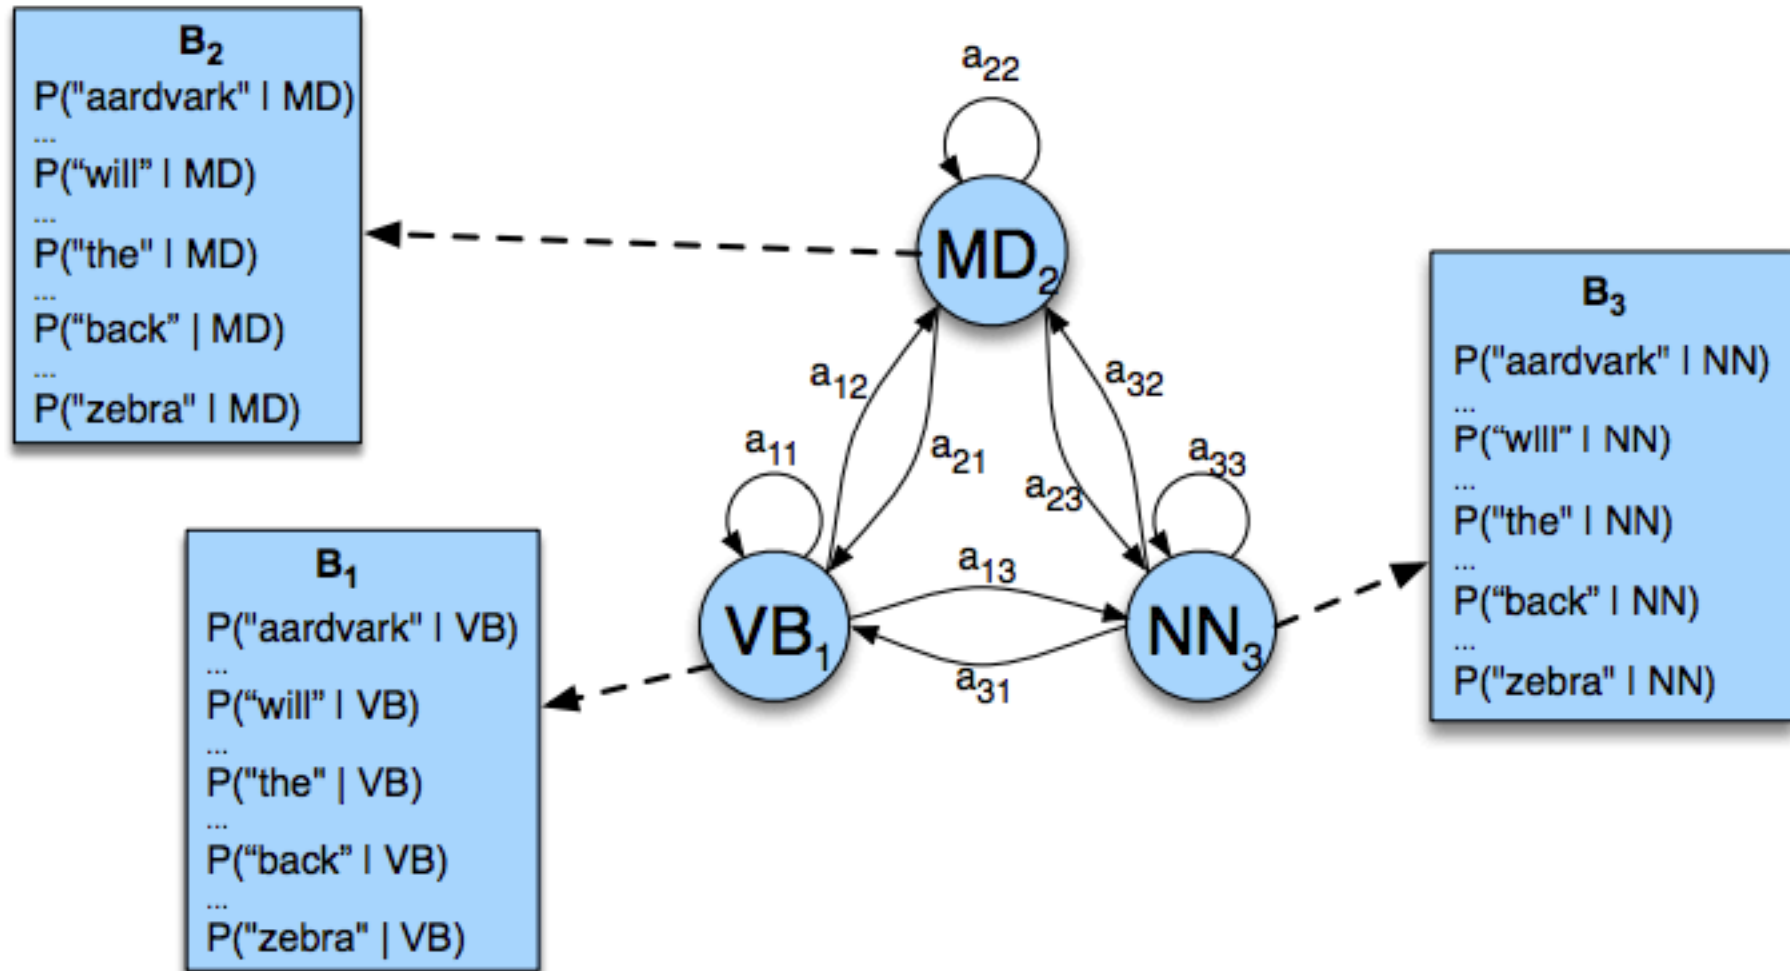 B2
P("aardvark" | MD)
...
P(“will” | MD)
...
P("the" | MD)
...
P(“back” | MD)
...
P("zebra" | MD)
a22
MD2
a12
a21
a32
a23
a11
a33
VB1
a13
a31
NN3
B1
P("aardvark" | VB)
...
P(“will” | VB)
...
P("the" | VB)
...
P(“back” | VB)
...
P("zebra" | VB)
B3
P("aardvark" | NN)
...
P(“will” | NN)
...
P("the" | NN)
...
P(“back” | NN)
...
P("zebra" | NN)